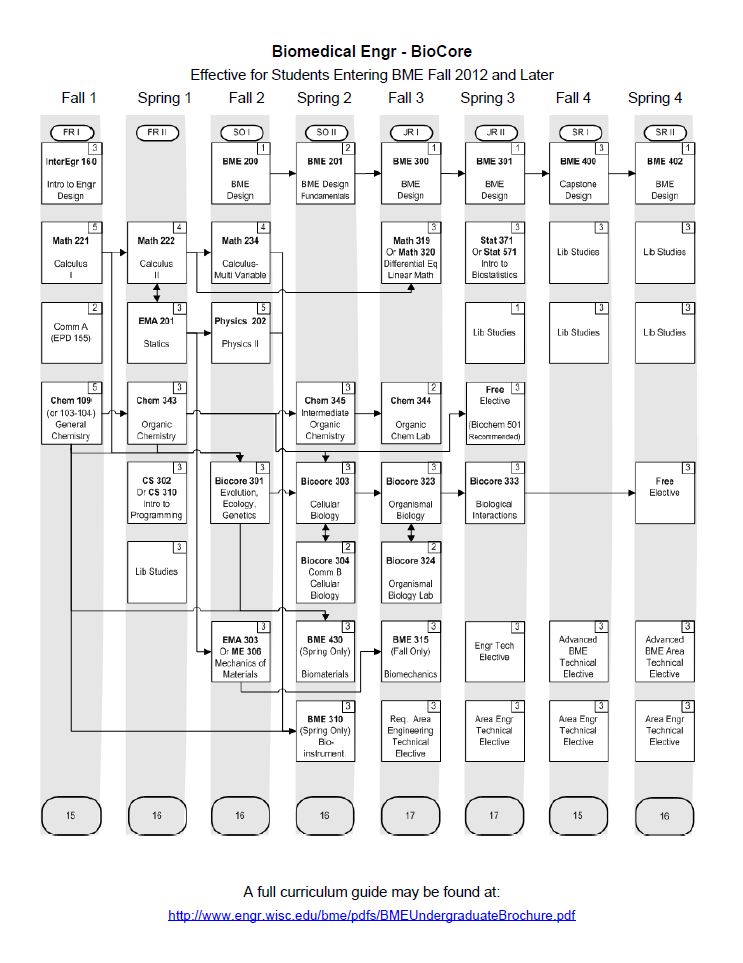 Biomedical Engr - BioCore
Effective for Students Entering BME Fall 2012 and Later
Fall 1 Spring 1 Fall 2 Spring 2 Fall 3 Spring 3 Fall 4 Spring 4
FR I FR II SO I SO II JR I JR II SR I SR II
3
InterEgr 160
Intro to Engr
Design
1
BME 200
BME
Design
2
BME 201
BME Design
Fundamentals
1
BME 300
BME
Design
1
BME 301
BME
Design
3
BME 400
Capstone
Design
1
BME 402
BME
Design
5
Math 221
Calculus
I
4
Math 222
Calculus
II
4
Math 234
Calculus-
Multi Variable
3
Math 319
Or Math 320
Differential Eq
Linear Math
3
Stat 371
Or Stat 571
Intro to
Biostatistics
3
Lib Studies
3
Lib Studies
2
Comm A
(EPD 155)
3
EMA 201
Statics
5
Physics 202
Physics II
1
Lib Studies
3
Lib Studies
3
Lib Studies
5
Chem 109
(or 103-104)
General
Chemistry
3
Chem 343
Organic
Chemistry
3
Chem 345
Intermediate
Organic
Chemistry
2
Chem 344
Organic
Chem Lab
3
Free
Elective
(Biochem 501
Recommended)
3
CS 302
Or CS 310
Intro to
Programming
3
Biocore 301
Evolution,
Ecology,
Genetics
3
Biocore 303
Cellular
Biology
3
Biocore 323
Organismal
Biology
3
Biocore 333
Biological
Interactions
3
Free
Elective
3
Lib Studies
2
Biocore 304
Comm B
Cellular
Biology
2
Biocore 324
Organismal
Biology Lab
3
EMA 303
Or ME 306
Mechanics of
Materials
3
BME 430
(Spring Only)
Biomaterials
3
BME 315
(Fall Only)
Biomechanics
3
Engr Tech
Elective
3
Advanced
BME
Technical
Elective
3
Advanced
BME Area
Technical
Elective
3
BME 310
(Spring Only)
Bio-
instrument.
3
Req. Area
Engineering
Technical
Elective
3
Area Engr
Technical
Elective
3
Area Engr
Technical
Elective
3
Area Engr
Technical
Elective
15 16 16 16 17 17 15 16
A full curriculum guide may be found at:
http://www.engr.wisc.edu/bme/pdfs/BMEUndergraduateBrochure.pdf